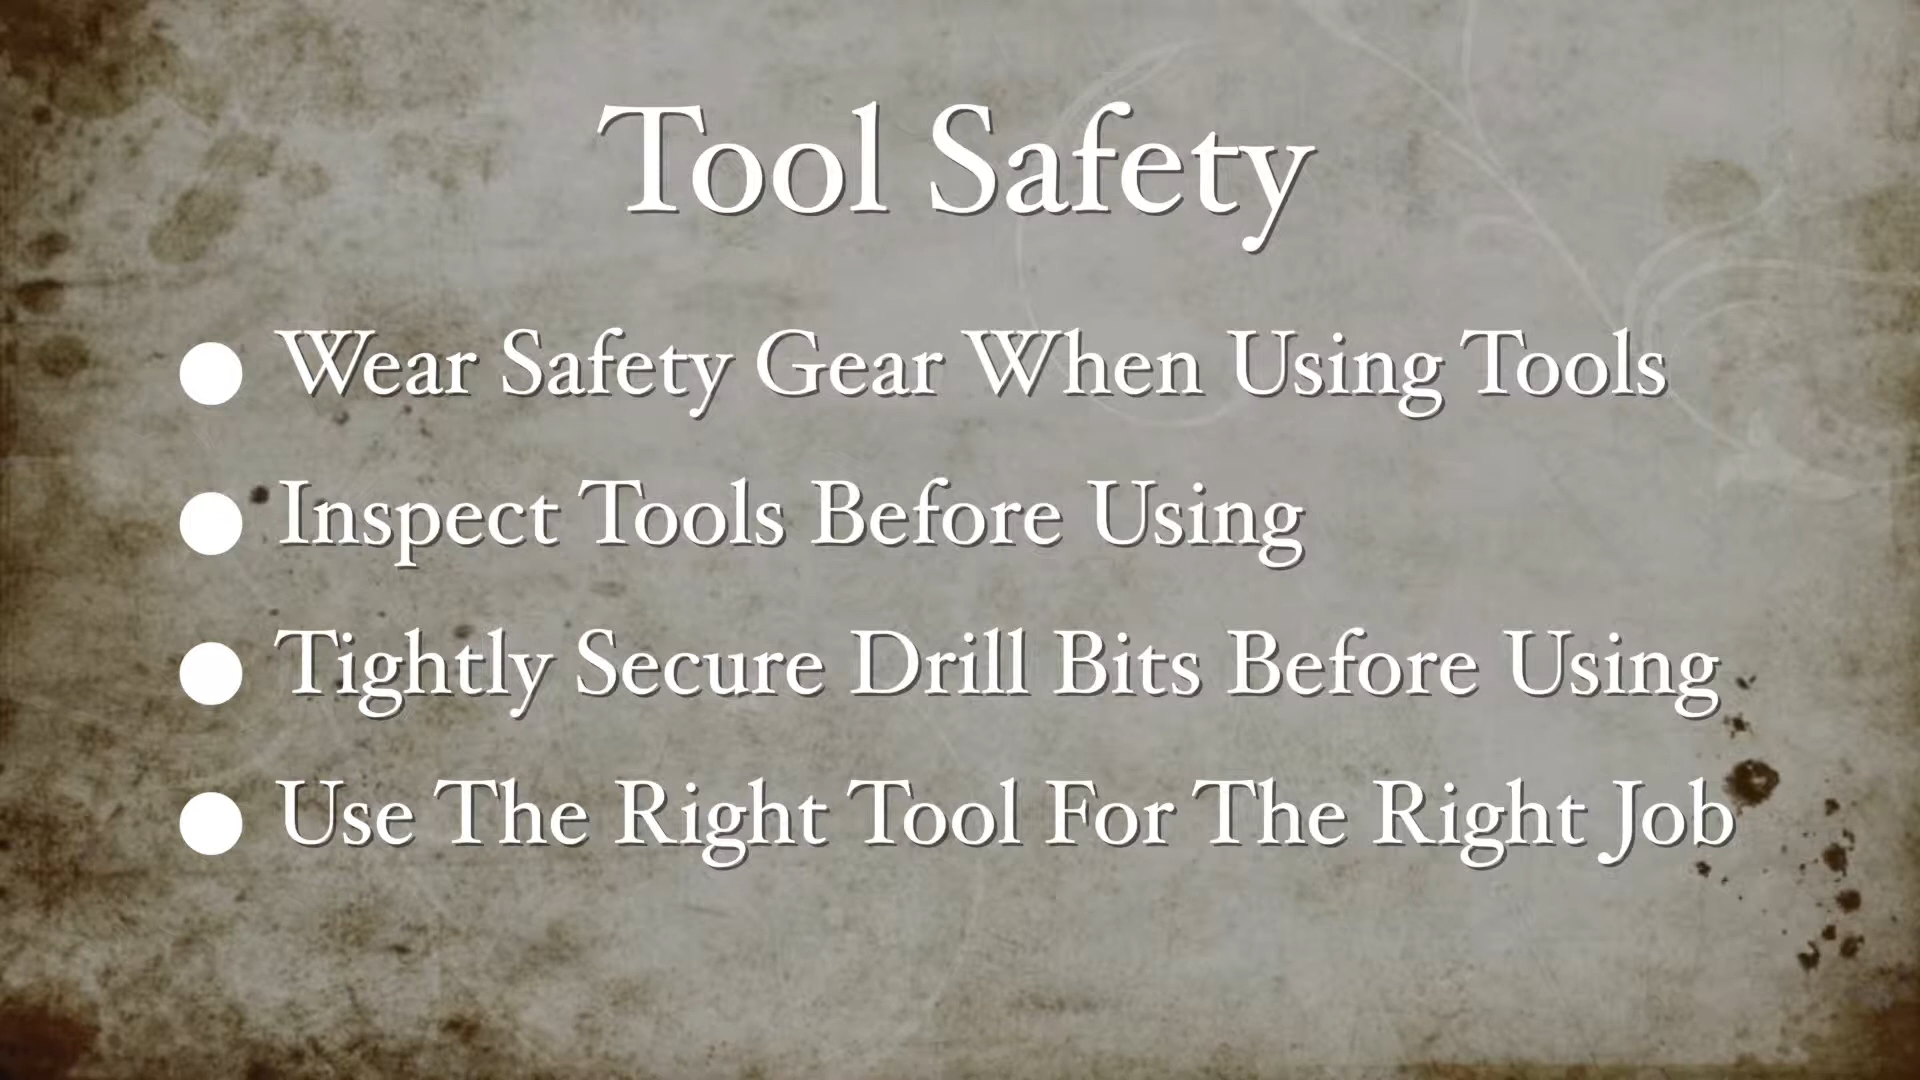 Tool Safety
● Wear Safety Gear When Using Tools
● Inspect Tools Before Using
● Tightly Secure Drill Bits Before Using
● Use The Right Tool For The Right Job